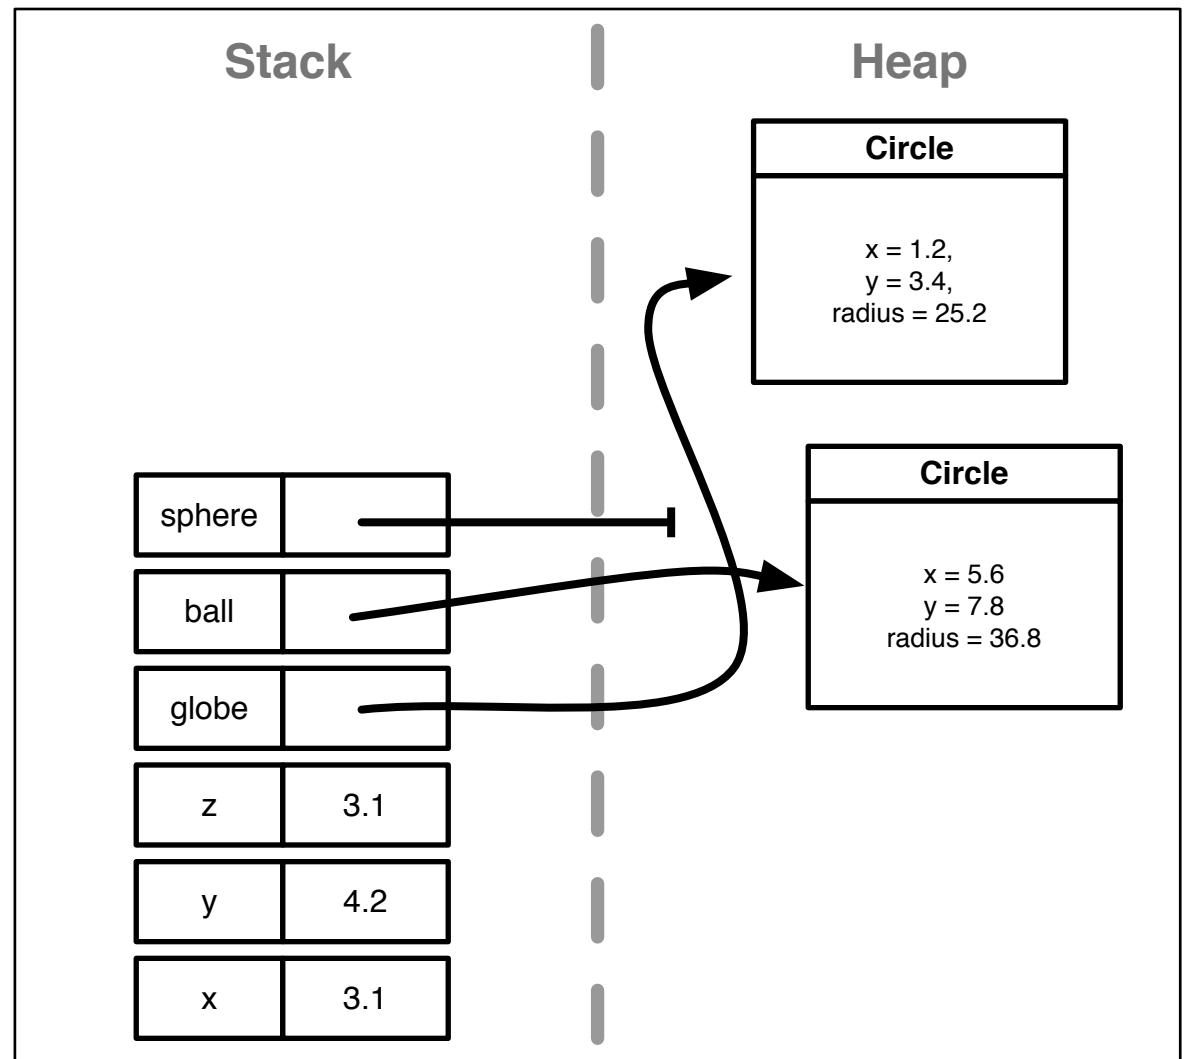 Stack
Heap
Circle
x = 1.2,
y = 3.4,
radius = 25.2
Circle
x = 5.6
y = 7.8
radius = 36.8
sphere
ball
globe
z 3.1
y 4.2
x 3.1